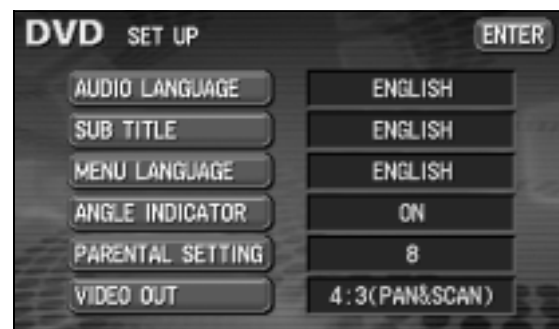 DVD SET UP ENTER
AUDIO LANGUAGE ENGLISH
SUB TITLE ENGLISH
MENU LANGUAGE ENGLISH
ANGLE INDICATOR ON
PARENTAL SETTING 8
VIDEO OUT 4:3(PAN&SCAN)